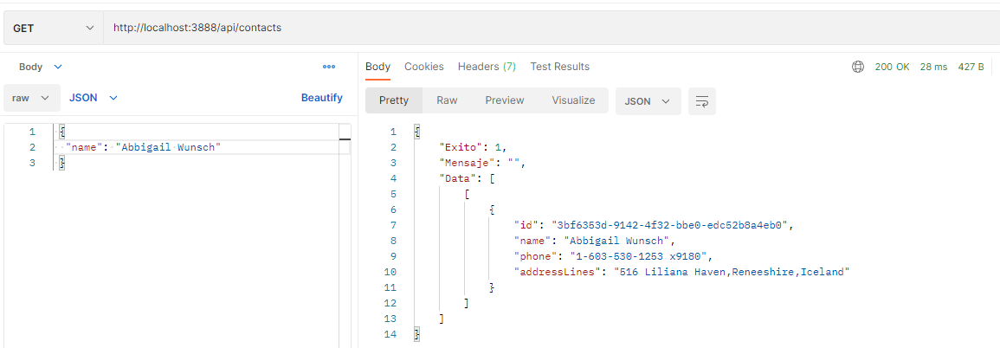 GET http://localhost:3888/api/contacts
Body
raw JSON Beautify
1 {
2 "name": "Abbigail Wunsch"
3 }
Body Cookies Headers (7) Test Results 200 OK 28 ms 427 B
Pretty Raw Preview Visualize JSON
1 {
2 "Exito": 1,
3 "Mensaje": "",
4 "Data": [
5 [
6 {
7 "id": "3bf6353d-9142-4f32-bbe0-edc52b8a4eb0",
8 "name": "Abbigail Wunsch",
9 "phone": "1-603-530-1253 x9180",
10 "addressLines": "516 Liliana Haven,Reneeshire,Iceland"
11 }
12 ]
13 ]
14 }